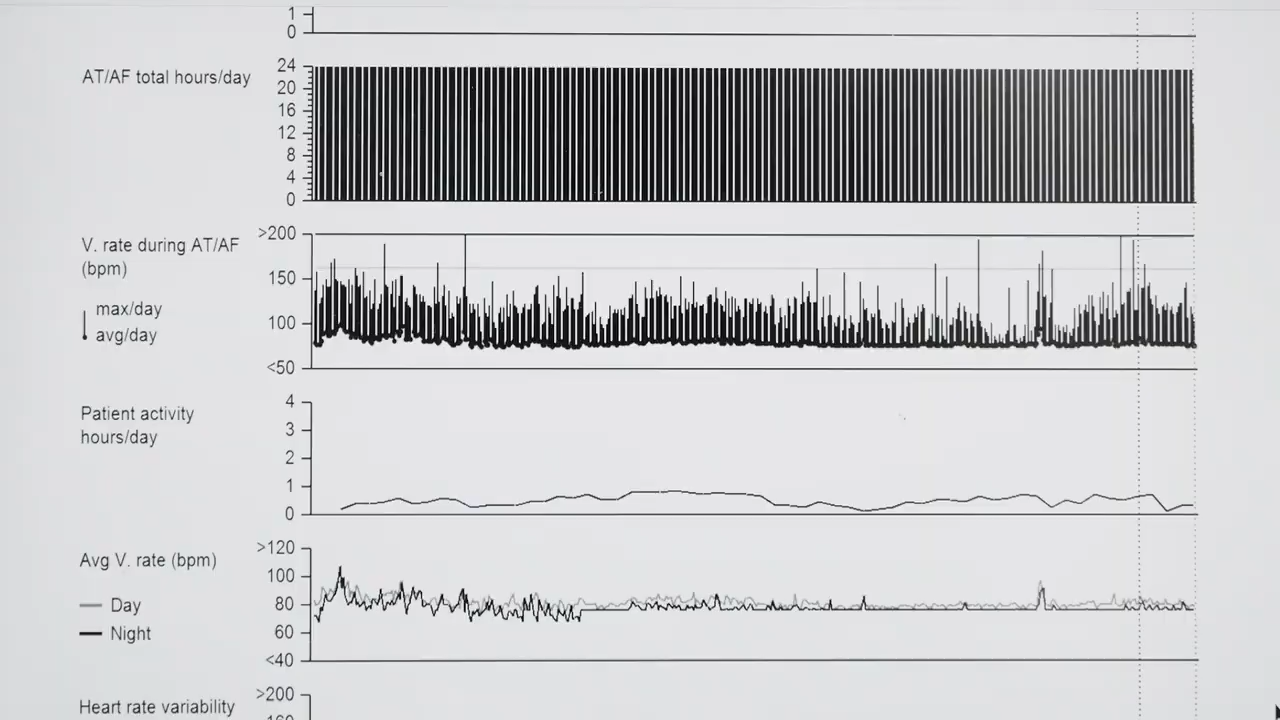 1
0
AT/AF total hours/day
24
20
16
12
8
4
0
V. rate during AT/AF
(bpm)
max/day
avg/day
>200
150
100
<50
Patient activity
hours/day
4
3
2
1
0
Avg V. rate (bpm)
Day
Night
>120
100
80
60
<40
Heart rate variability
>200
160